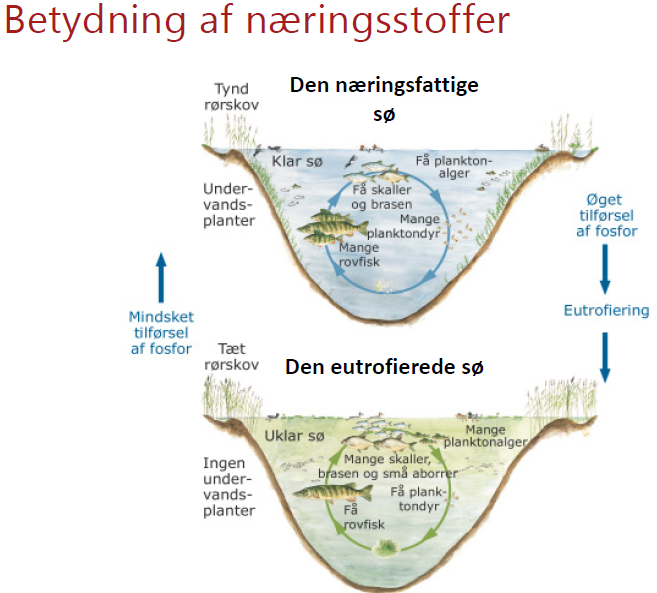 Betydning af næringsstoffer
Den næringsfattige
sø
Tynd
rørskov
Klar sø
Få plankton-
alger
Under-
vands-
planter
Få skaller
og brasen
Mange
planktondyr
Mange
rovfisk
Øget
tilførsel
af fosfor
Eutrofiering
Mindsket
tilførsel
af fosfor
Tæt
rørskov
Den eutrofierede sø
Uklar sø
Mange
planktonalger
Ingen
under-
vands-
planter
Mange skaller,
brasen og små aborrer
Få plank-
tondyr
Få
rovfisk